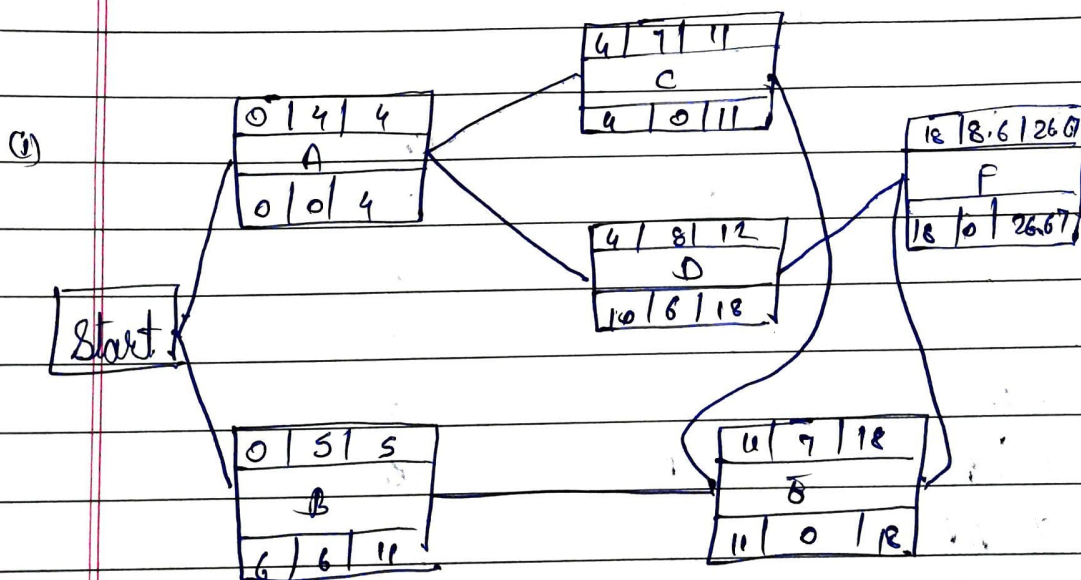 (1)
4 | 7 | 11
C
4 | 0 | 11
0 | 4 | 4
A
0 | 0 | 4
18 | 8.6 | 26.67
F
18 | 0 | 26.67
4 | 8 | 12
D
10 | 6 | 18
Start
0 | 5 | 5
B
6 | 6 | 11
11 | 7 | 18
11 | 0 | 18